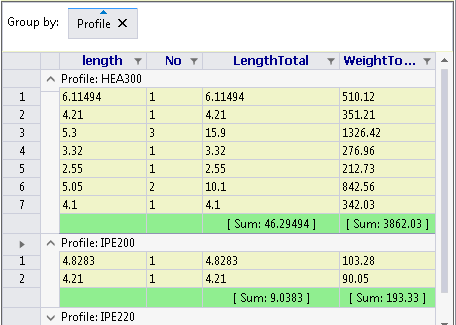 Group by: Profile ×
length No LengthTotal WeightTo...
Profile: HEA300
1 6.11494 1 6.11494 510.12
2 4.21 1 4.21 351.21
3 5.3 3 15.9 1326.42
4 3.32 1 3.32 276.96
5 2.55 1 2.55 212.73
6 5.05 2 10.1 842.56
7 4.1 1 4.1 342.03
[ Sum: 46.29494 ] [ Sum: 3862.03 ]
Profile: IPE200
1 4.8283 1 4.8283 103.28
2 4.21 1 4.21 90.05
[ Sum: 9.0383 ] [ Sum: 193.33 ]
Profile: IPE220